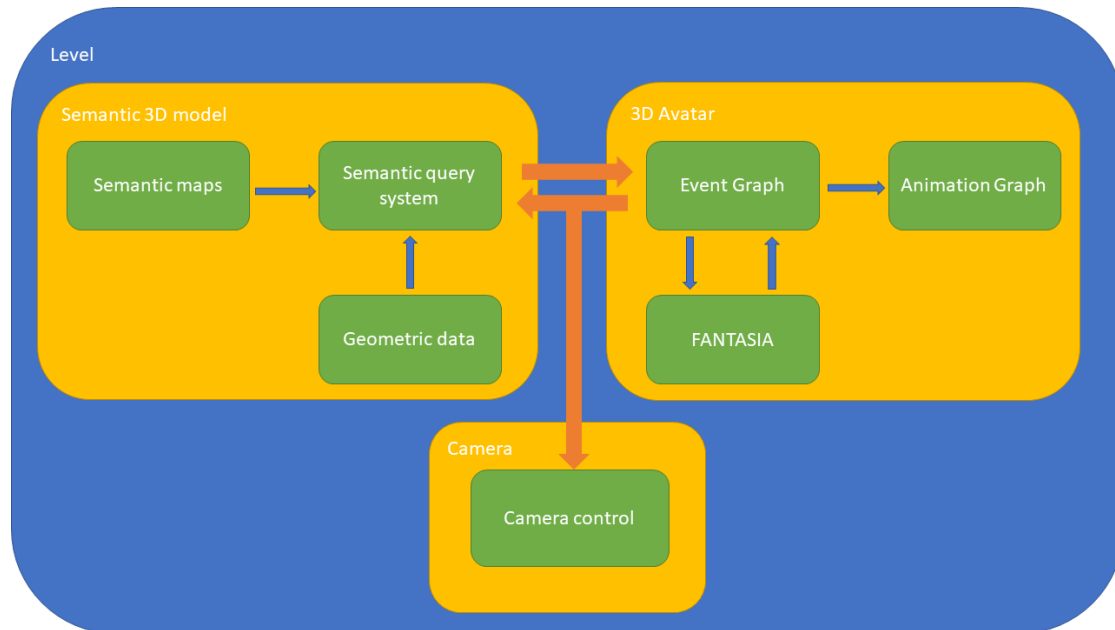 Level
Semantic 3D model
3D Avatar
Semantic maps
Semantic query
system
Event Graph
Animation Graph
Geometric data
FANTASIA
Camera
Camera control